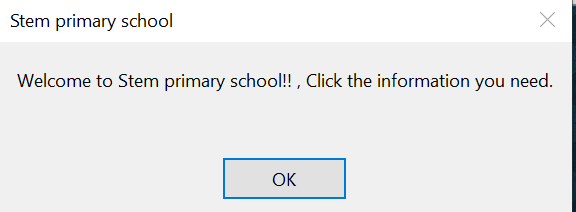 Stem primary school
Welcome to Stem primary school!! , Click the information you need.
OK